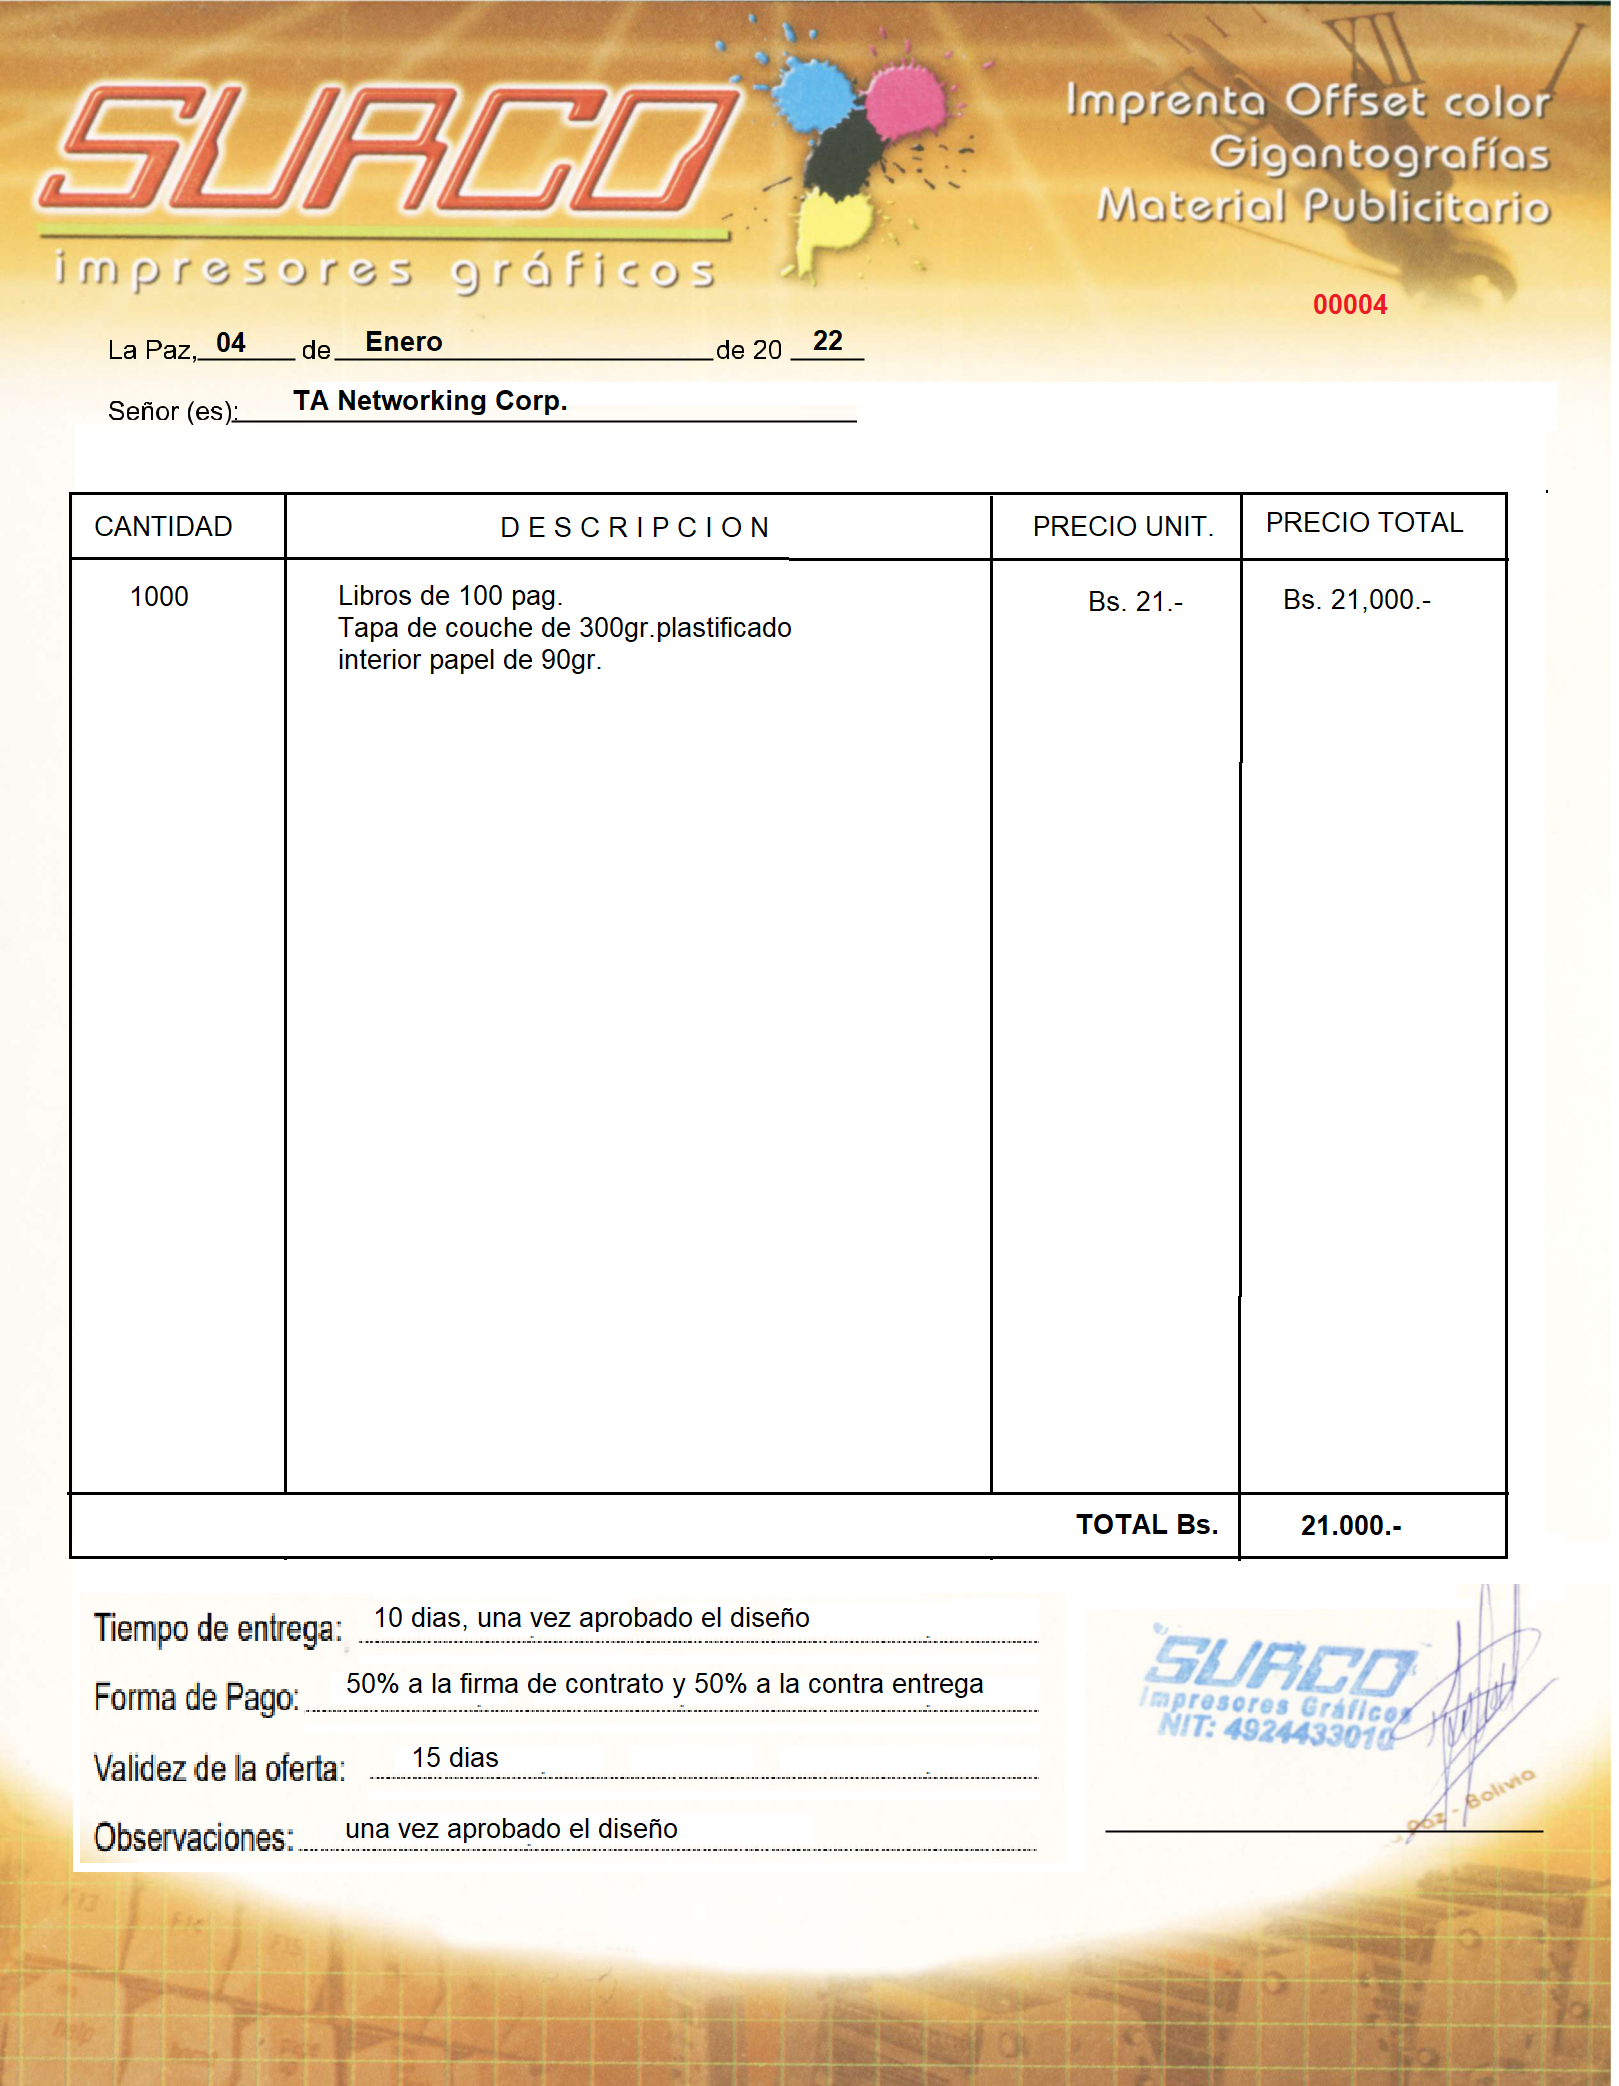 SURCO
impresores gráficos
Imprenta Offset color
Gigantografías
Material Publicitario
00004
La Paz, 04 de Enero de 20 22
Señor (es): TA Networking Corp.
CANTIDAD DESCRIPCION PRECIO UNIT. PRECIO TOTAL
1000 Libros de 100 pag. Bs. 21.- Bs. 21,000.-
Tapa de couche de 300gr.plastificado
interior papel de 90gr.
TOTAL Bs. 21.000.-
Tiempo de entrega: 10 dias, una vez aprobado el diseño
Forma de Pago: 50% a la firma de contrato y 50% a la contra entrega
Validez de la oferta: 15 dias
Observaciones: una vez aprobado el diseño
SURCO
Impresores Gráficos
NIT: 4924433010
Paz - Bolivia